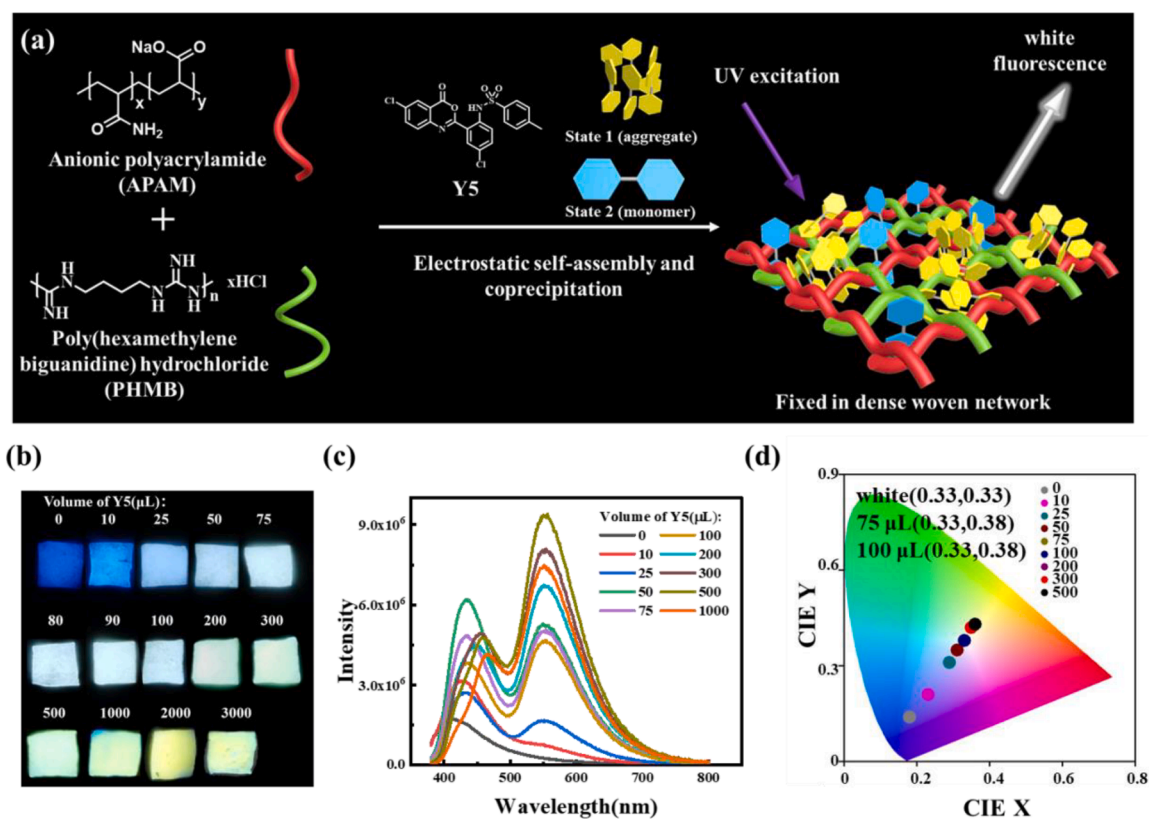 (a)
NaO
O
x
y
O
NH2
Anionic polyacrylamide
(APAM)
+
H
N
NH
NH
N
H
N
H
n
xHCl
Poly(hexamethylene
biguanidine) hydrochloride
(PHMB)
O
Cl
O
N
HN
S
O O
Cl
Y5
State 1 (aggregate)
State 2 (monomer)
Electrostatic self-assembly and
coprecipitation
UV excitation
white
fluorescence
Fixed in dense woven network
(b)
Volume of Y5(μL):
0 10 25 50 75
80 90 100 200 300
500 1000 2000 3000
(c)
Intensity
9.0x10⁶
6.0x10⁶
3.0x10⁶
0.0
400 500 600 700 800
Wavelength(nm)
Volume of Y5(μL):
0 100
10 200
25 300
50 500
75 1000
(d)
CIE Y
0.9
0.6
0.3
0
0 0.2 0.4 0.6 0.8
CIE X
white(0.33,0.33)
75 μL(0.33,0.38)
100 μL(0.33,0.38)
0
10
25
50
75
100
200
300
500